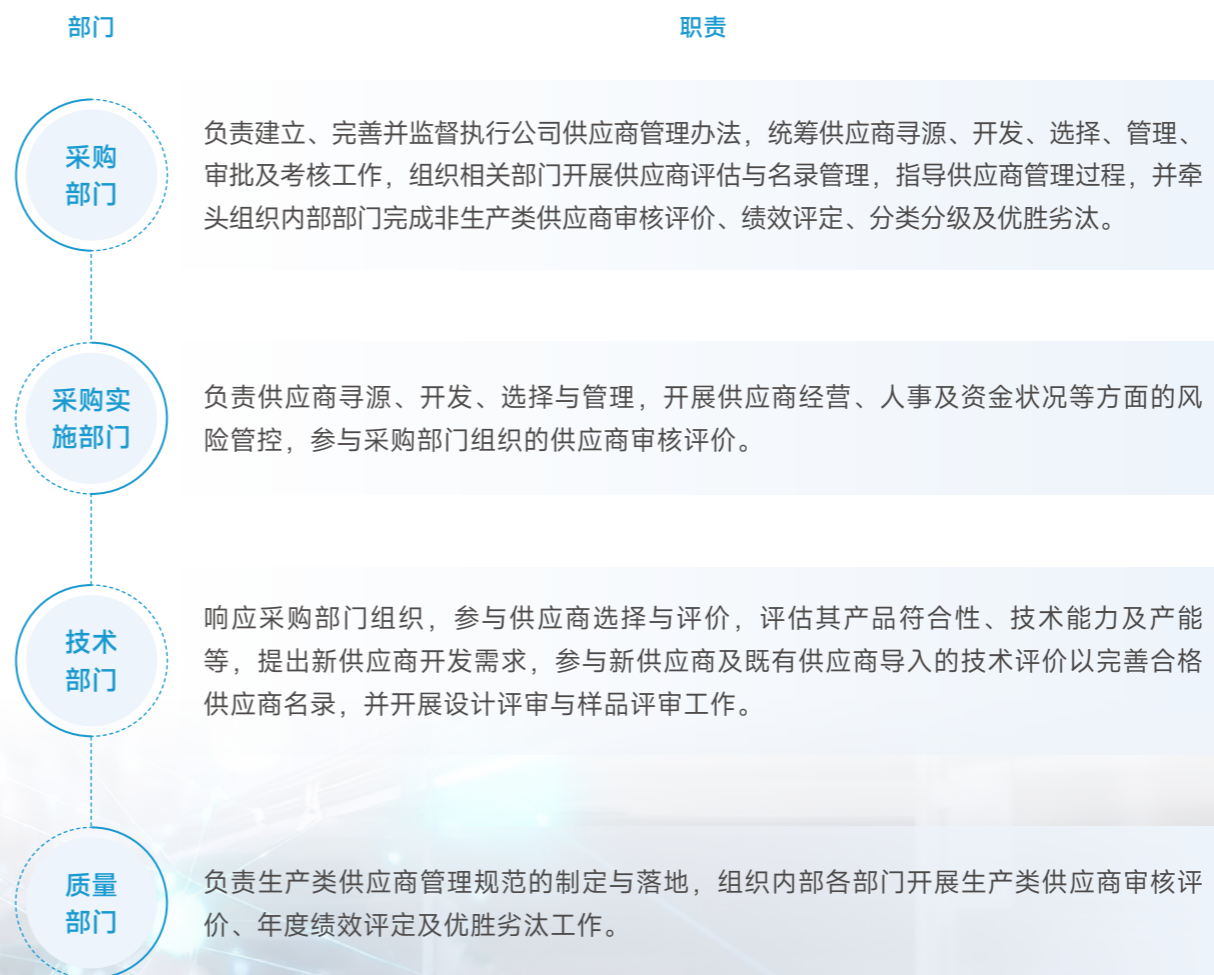 部门
职责
采购
部门
负责建立、完善并监督执行公司供应商管理办法，统筹供应商寻源、开发、选择、管理、
审批及考核工作，组织相关部门开展供应商评估与名录管理，指导供应商管理过程，并牵
头组织内部部门完成非生产类供应商审核评价、绩效评定、分类分级及优胜劣汰。
采购实
施部门
负责供应商寻源、开发、选择与管理，开展供应商经营、人事及资金状况等方面的风
险管控，参与采购部门组织的供应商审核评价。
技术
部门
响应采购部门组织，参与供应商选择与评价，评估其产品符合性、技术能力及产能
等，提出新供应商开发需求，参与新供应商及既有供应商导入的技术评价以完善合格
供应商名录，并开展设计评审与样品评审工作。
质量
部门
负责生产类供应商管理规范的制定与落地，组织内部各部门开展生产类供应商审核评
价、年度绩效评定及优胜劣汰工作。